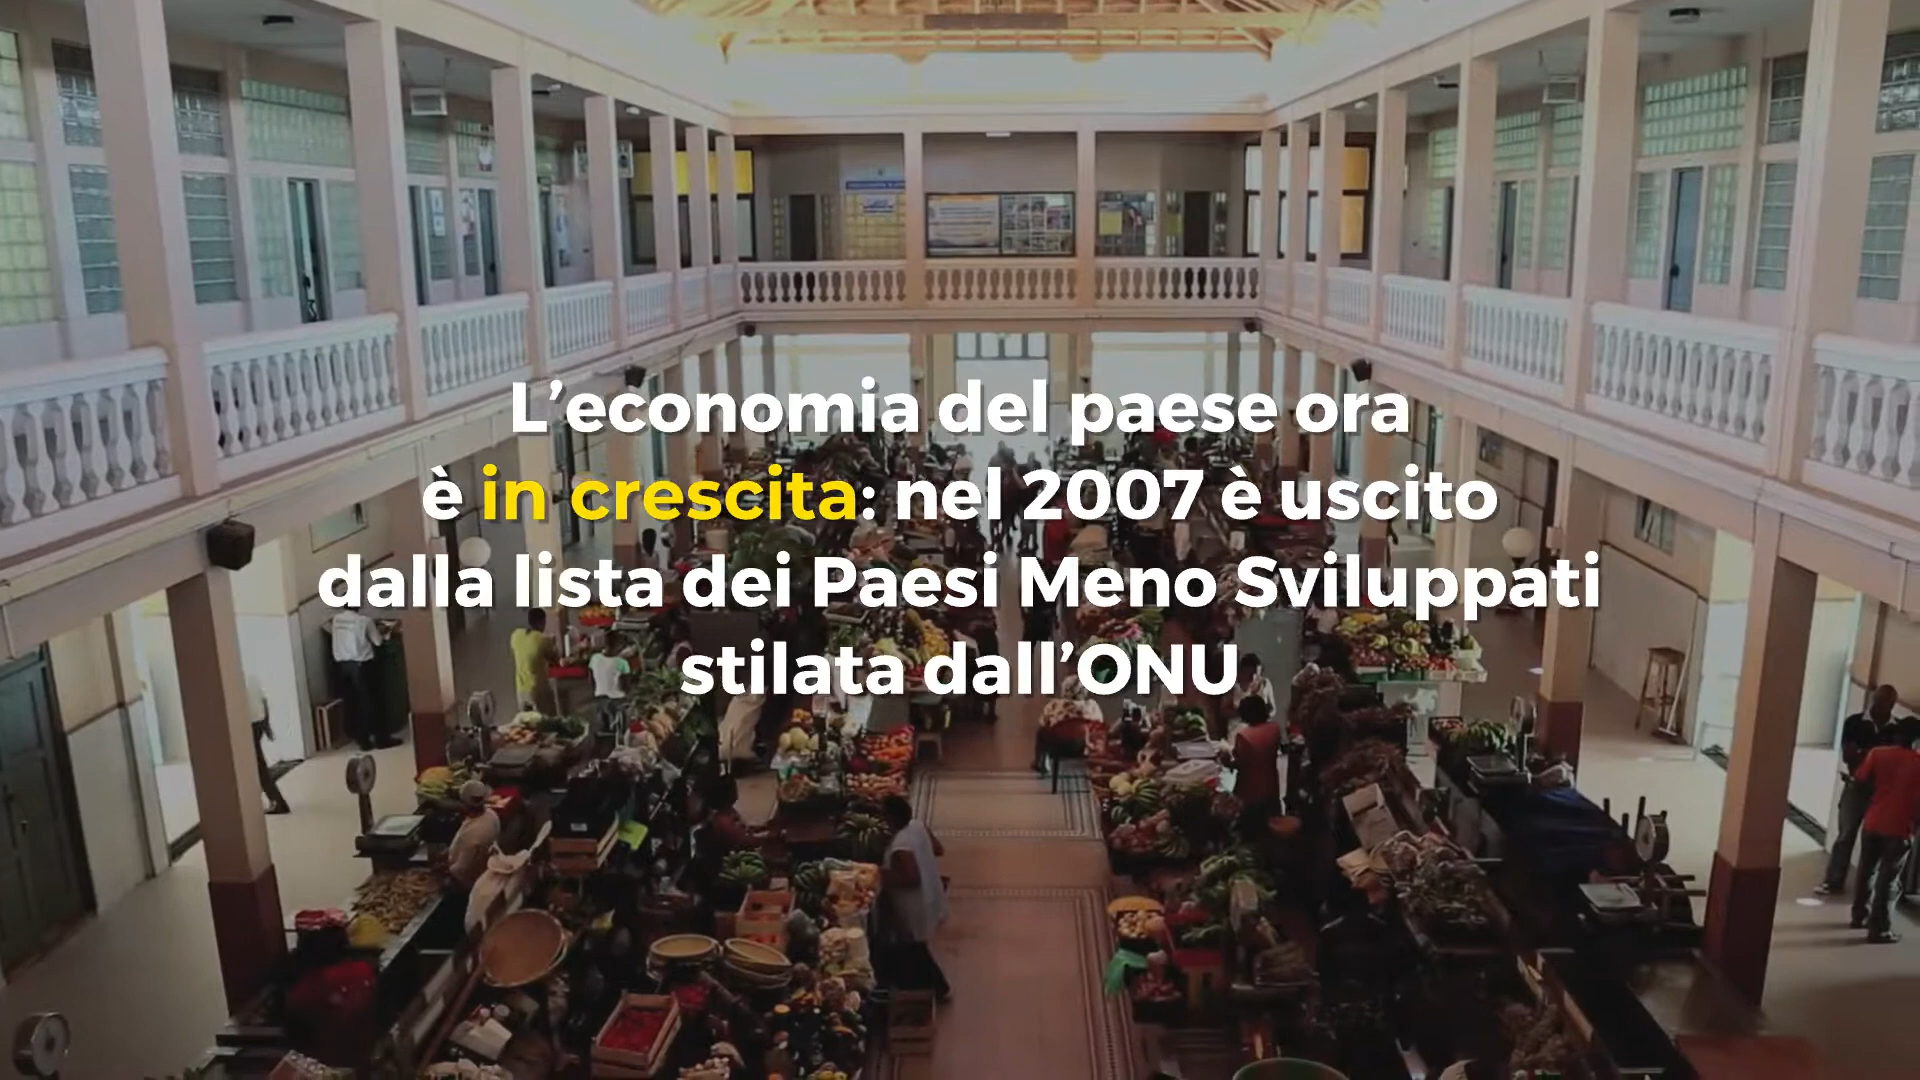 L’economia del paese ora
è in crescita: nel 2007 è uscito
dalla lista dei Paesi Meno Sviluppati
stilata dall’ONU